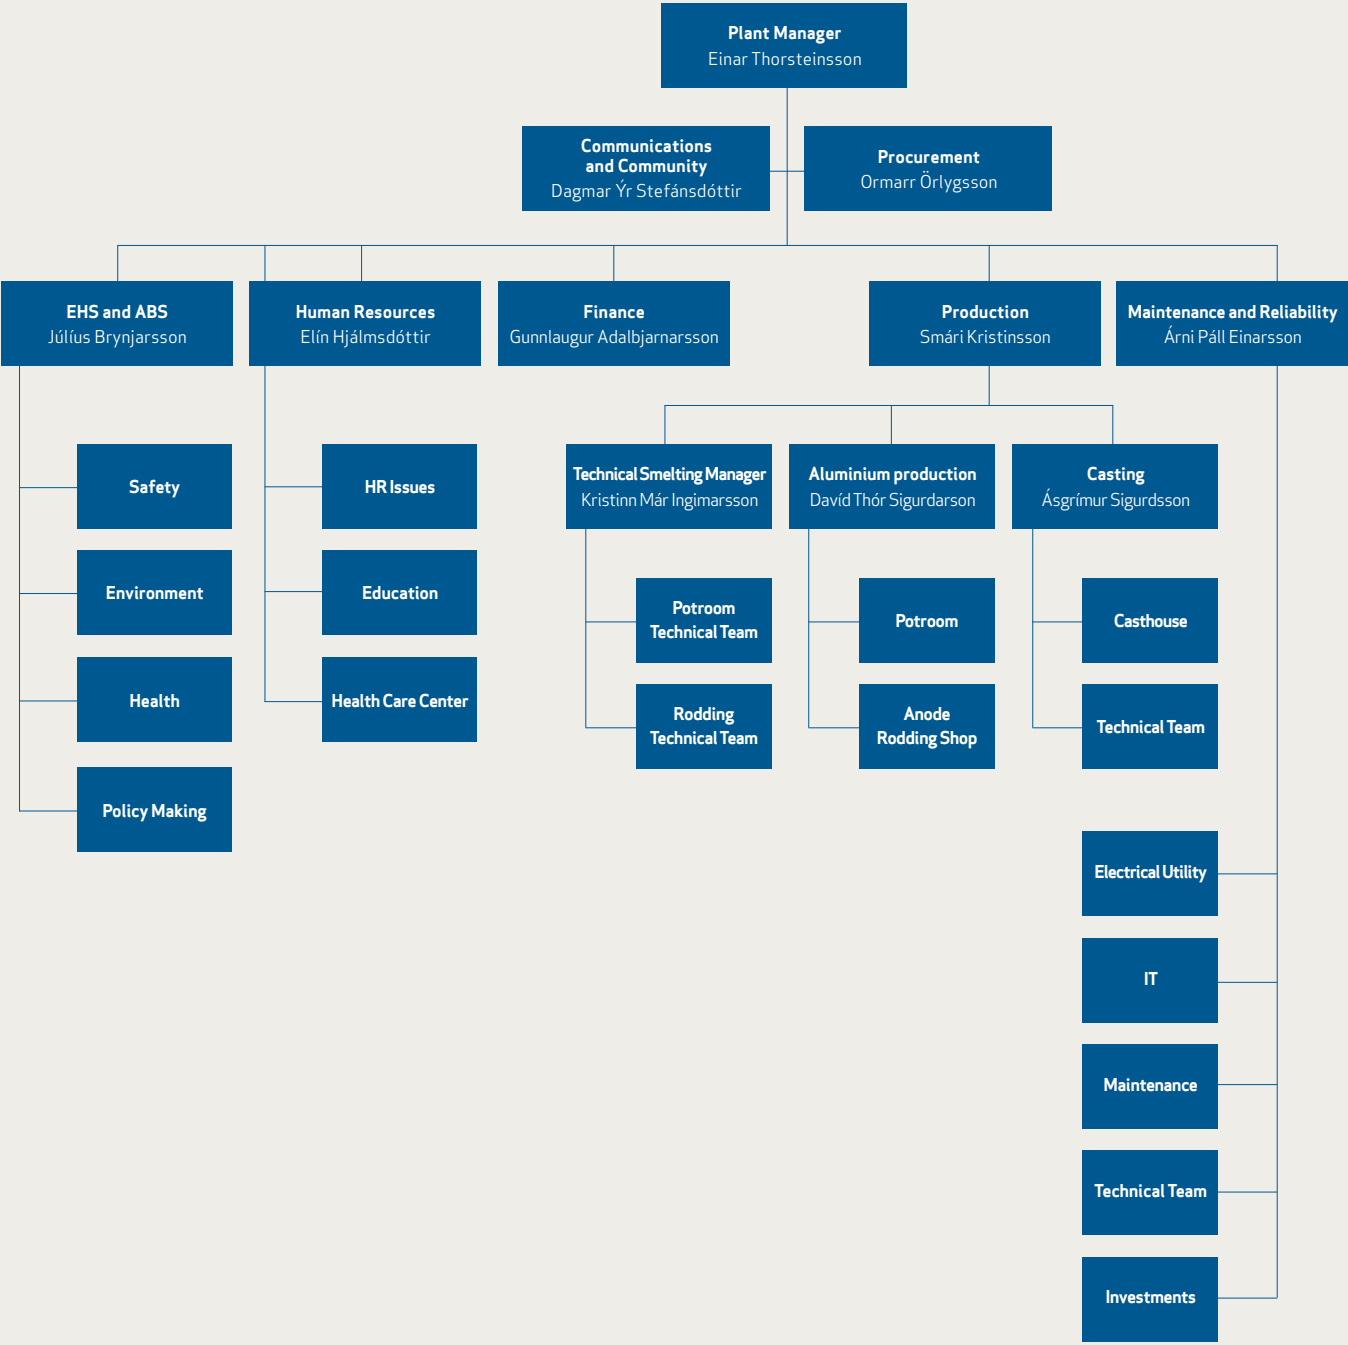 Plant Manager
Einar Thorsteinsson
Communications
and Community
Dagmar Ýr Stefánsdóttir
Procurement
Ormarr Örlygsson
EHS and ABS
Júlíus Brynjarsson
Human Resources
Elín Hjálmsdóttir
Finance
Gunnlaugur Adalbjarnarsson
Production
Smári Kristinsson
Maintenance and Reliability
Árni Páll Einarsson
Safety
Environment
Health
Policy Making
HR Issues
Education
Health Care Center
Technical Smelting Manager
Kristinn Már Ingimarsson
Potroom
Technical Team
Rodding
Technical Team
Aluminium production
Davíd Thór Sigurdarson
Potroom
Anode
Rodding Shop
Casting
Ásgrímur Sigurdsson
Casthouse
Technical Team
Electrical Utility
IT
Maintenance
Technical Team
Investments